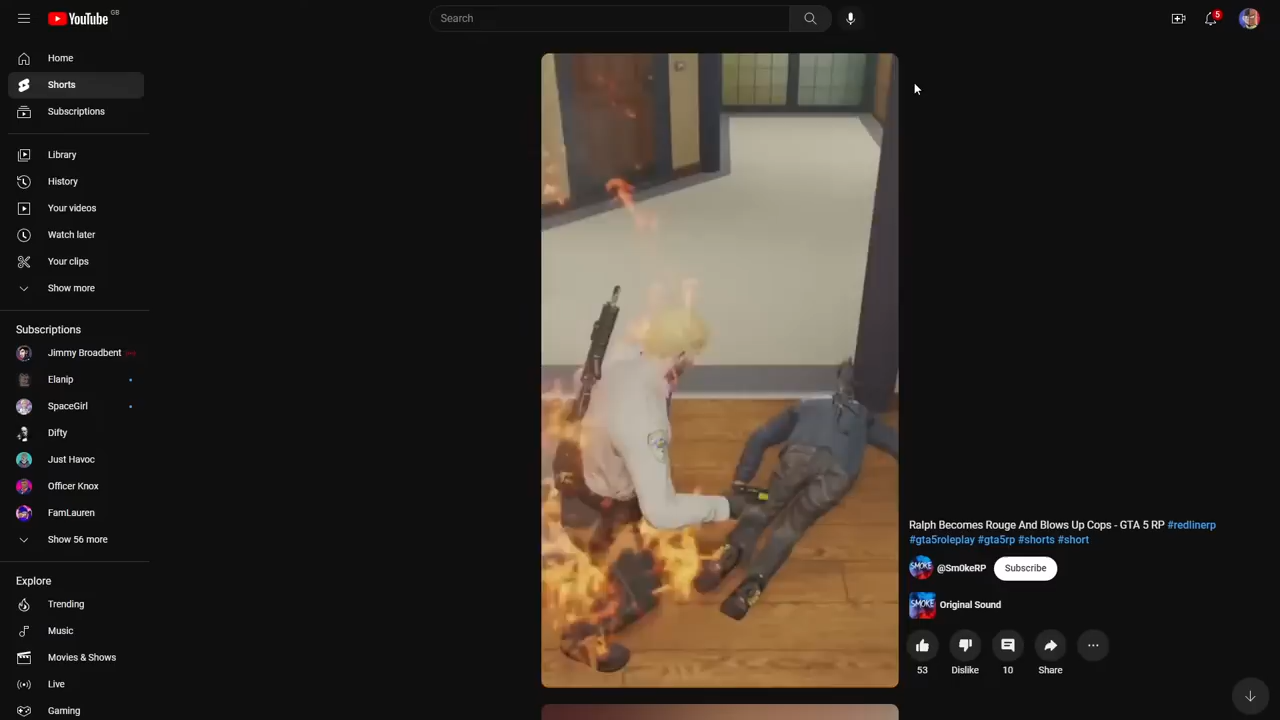 YouTube GB
Search
5
Home
Shorts
Subscriptions
Library
History
Your videos
Watch later
Your clips
Show more
Subscriptions
Jimmy Broadbent
Elanip
SpaceGirl
Difty
Just Havoc
Officer Knox
FamLauren
Show 56 more
Explore
Trending
Music
Movies & Shows
Live
Gaming
Ralph Becomes Rouge And Blows Up Cops - GTA 5 RP #redlinerp
#gta5roleplay #gta5rp #shorts #short
SMOKE @Sm0keRP Subscribe
SMOKE Original Sound
53 Dislike 10 Share